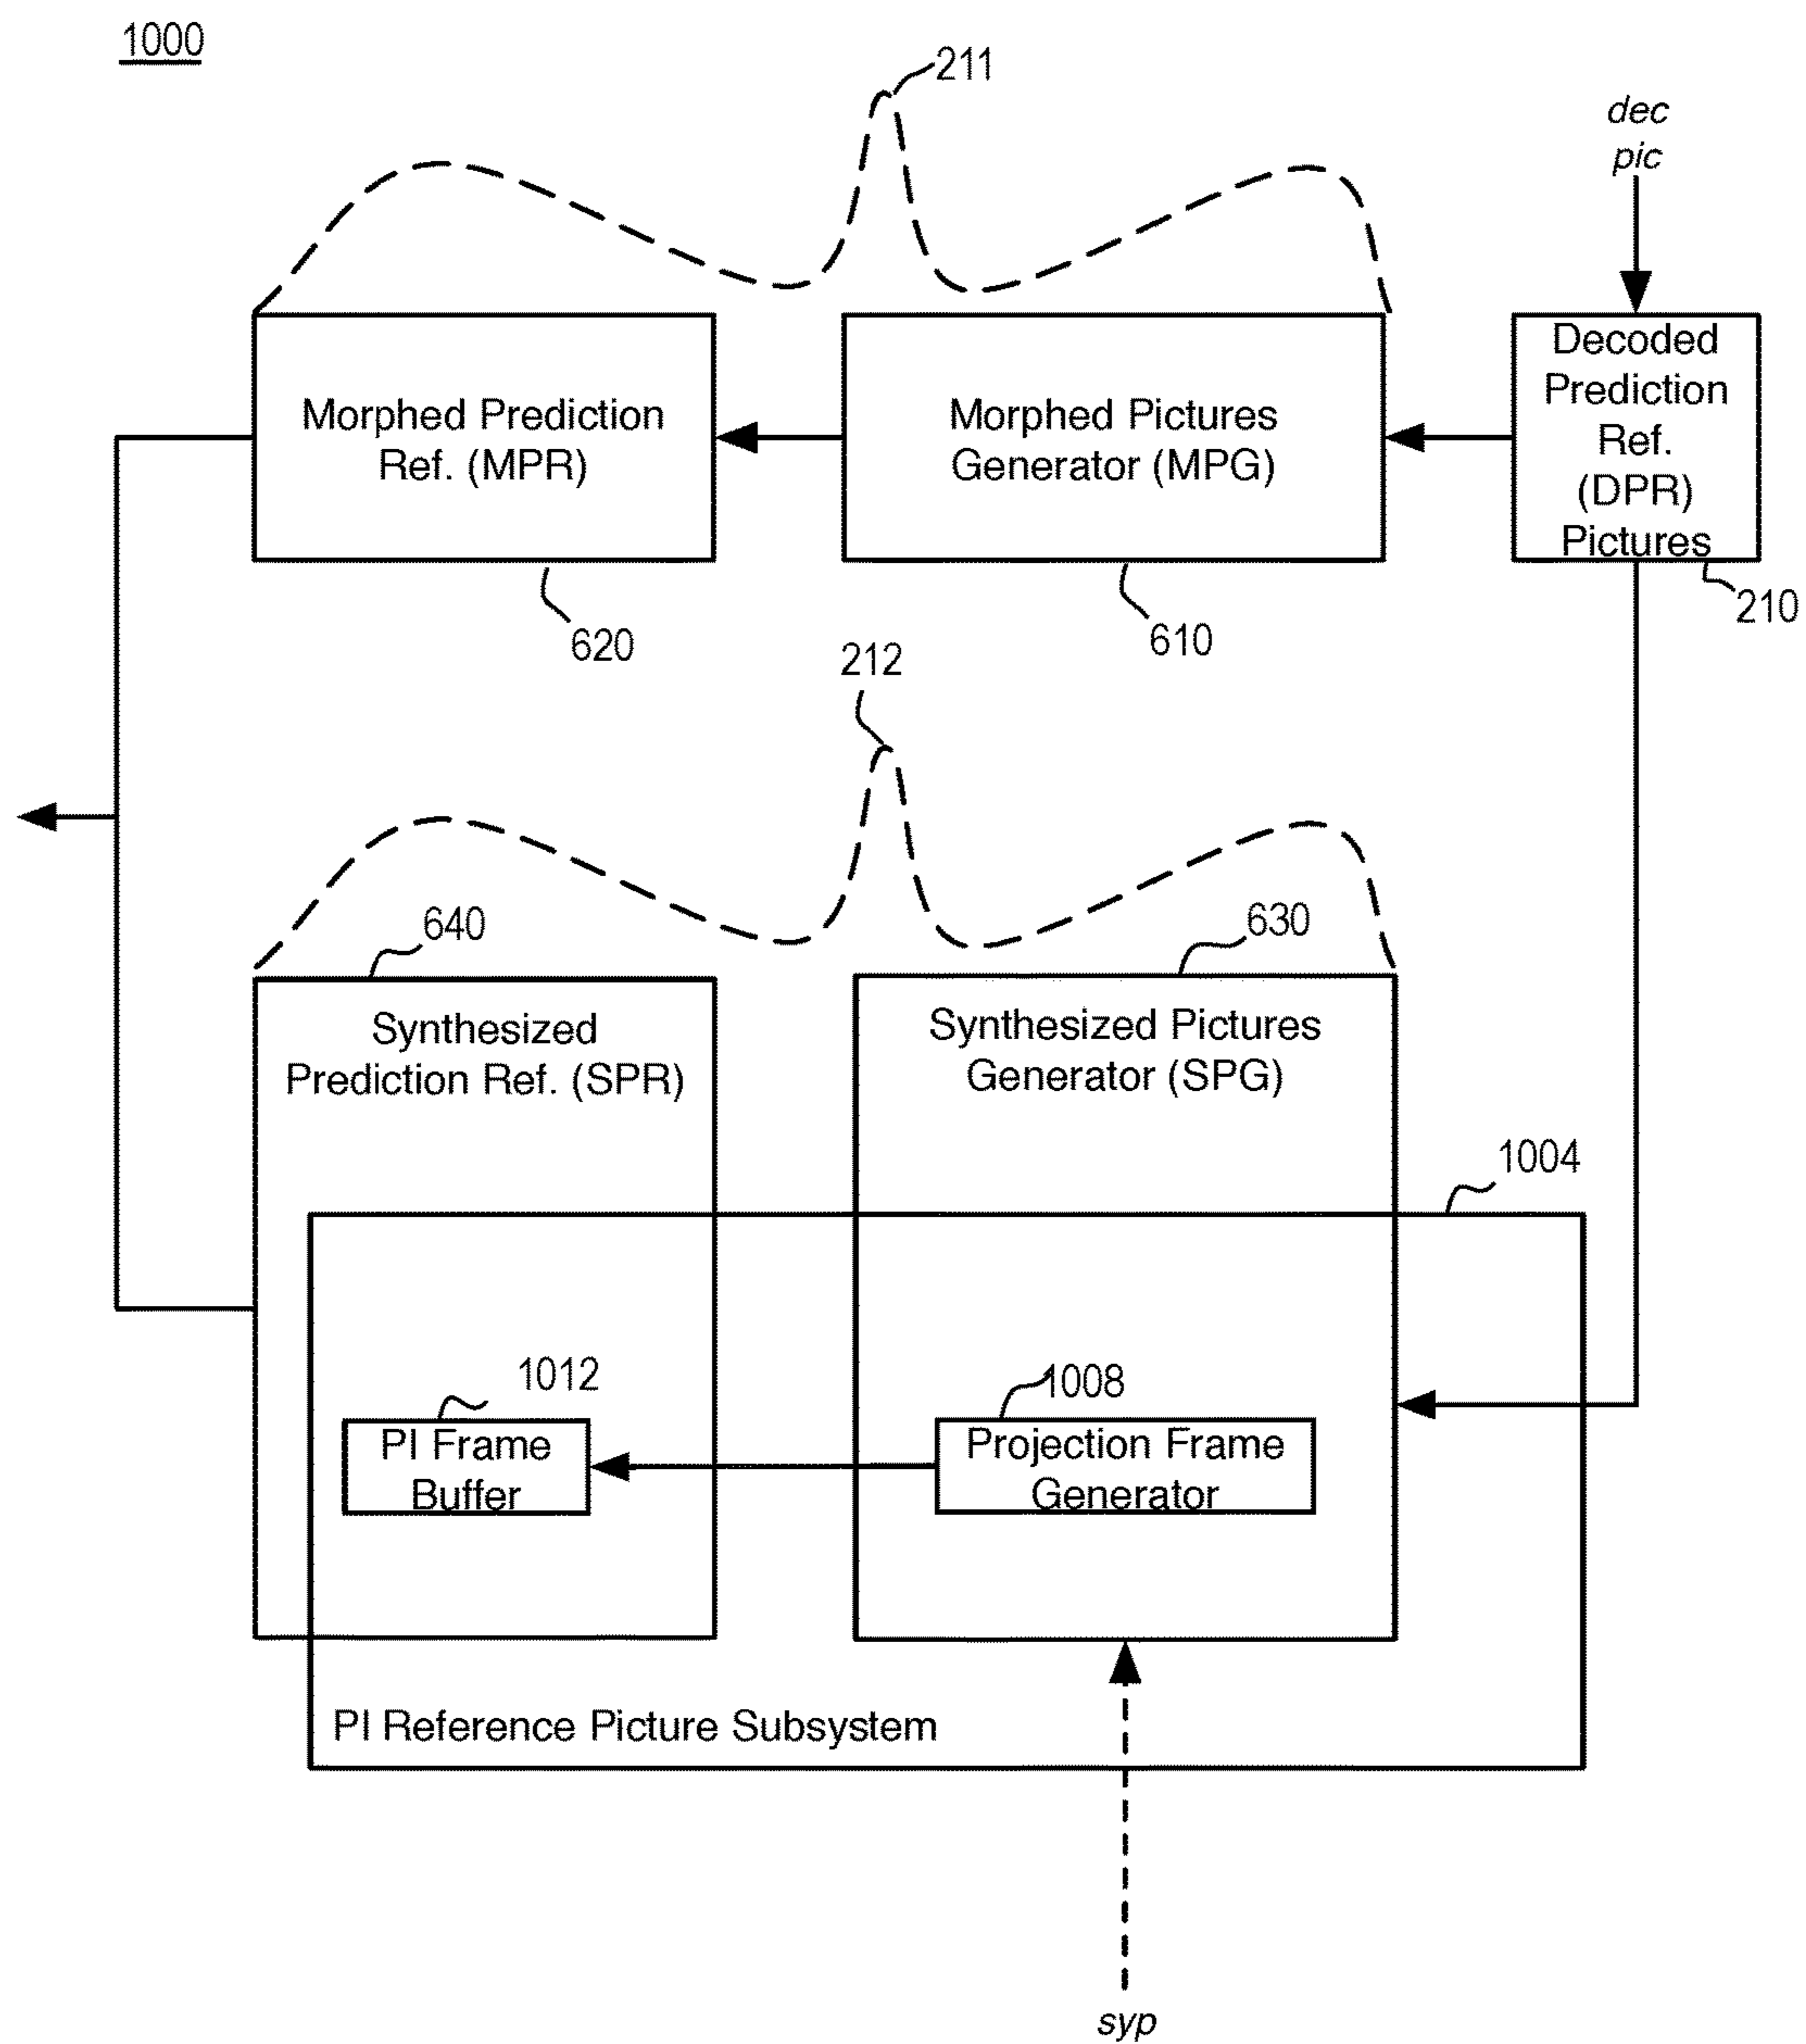 1000
211
dec
pic
Morphed Prediction
Ref. (MPR)
Morphed Pictures
Generator (MPG)
Decoded
Prediction
Ref.
(DPR)
Pictures
210
620
610
212
640
630
Synthesized
Prediction Ref. (SPR)
Synthesized Pictures
Generator (SPG)
1004
1012
1008
PI Frame
Buffer
Projection Frame
Generator
PI Reference Picture Subsystem
syp